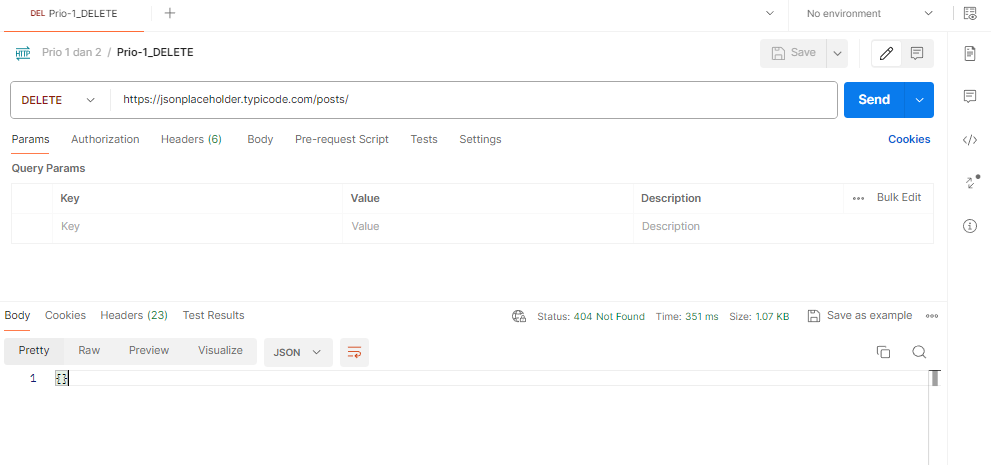 DEL Prio-1_DELETE
No environment
HTTP Prio 1 dan 2 / Prio-1_DELETE
Save
DELETE https://jsonplaceholder.typicode.com/posts/ Send
Params Authorization Headers (6) Body Pre-request Script Tests Settings Cookies
Query Params
Key Value Description Bulk Edit
Key Value Description
Body Cookies Headers (23) Test Results Status: 404 Not Found Time: 351 ms Size: 1.07 KB Save as example
Pretty Raw Preview Visualize JSON
1 {}